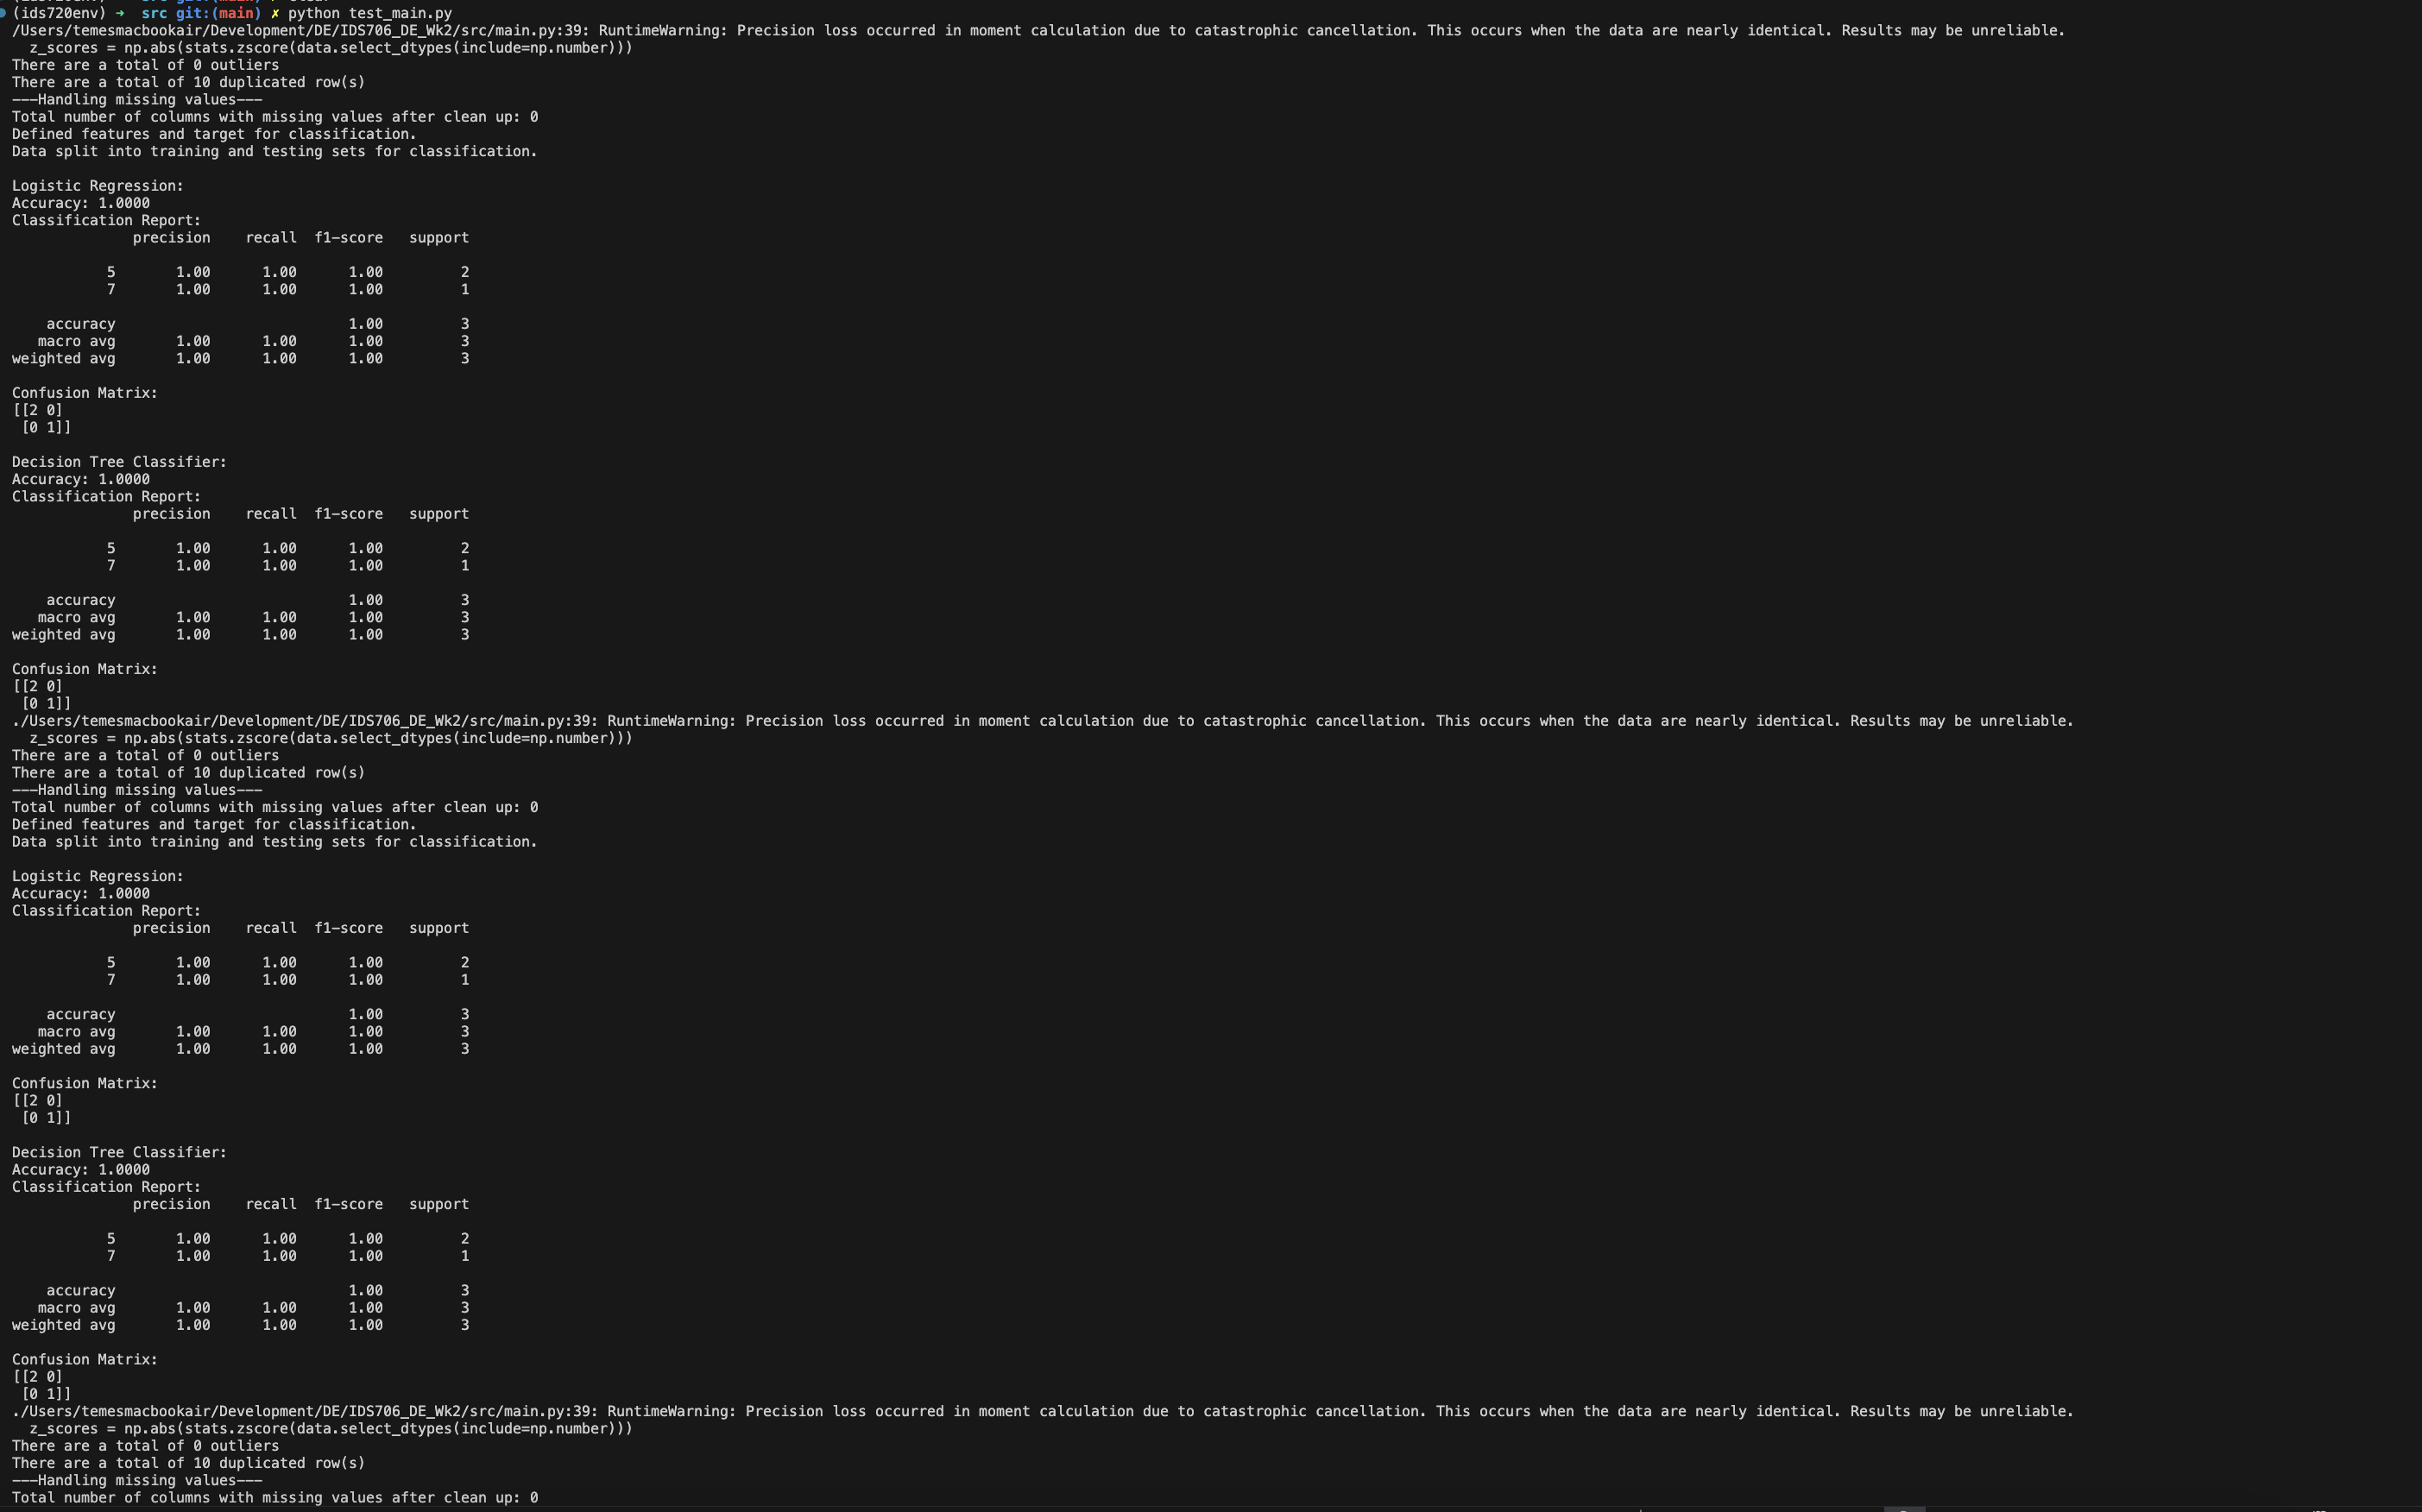 (ids720env) ➜ src git:(main) ✗ python test_main.py
/Users/temesmacbookair/Development/DE/IDS706_DE_Wk2/src/main.py:39: RuntimeWarning: Precision loss occurred in moment calculation due to catastrophic cancellation. This occurs when the data are nearly identical. Results may be unreliable.
  z_scores = np.abs(stats.zscore(data.select_dtypes(include=np.number)))
There are a total of 0 outliers
There are a total of 10 duplicated row(s)
---Handling missing values---
Total number of columns with missing values after clean up: 0
Defined features and target for classification.
Data split into training and testing sets for classification.
Logistic Regression:
Accuracy: 1.0000
Classification Report:
              precision    recall  f1-score   support
           5       1.00      1.00      1.00         2
           7       1.00      1.00      1.00         1
    accuracy                           1.00         3
   macro avg       1.00      1.00      1.00         3
weighted avg       1.00      1.00      1.00         3
Confusion Matrix:
[[2 0]
 [0 1]]
Decision Tree Classifier:
Accuracy: 1.0000
Classification Report:
              precision    recall  f1-score   support
           5       1.00      1.00      1.00         2
           7       1.00      1.00      1.00         1
    accuracy                           1.00         3
   macro avg       1.00      1.00      1.00         3
weighted avg       1.00      1.00      1.00         3
Confusion Matrix:
[[2 0]
 [0 1]]
./Users/temesmacbookair/Development/DE/IDS706_DE_Wk2/src/main.py:39: RuntimeWarning: Precision loss occurred in moment calculation due to catastrophic cancellation. This occurs when the data are nearly identical. Results may be unreliable.
  z_scores = np.abs(stats.zscore(data.select_dtypes(include=np.number)))
There are a total of 0 outliers
There are a total of 10 duplicated row(s)
---Handling missing values---
Total number of columns with missing values after clean up: 0
Defined features and target for classification.
Data split into training and testing sets for classification.
Logistic Regression:
Accuracy: 1.0000
Classification Report:
              precision    recall  f1-score   support
           5       1.00      1.00      1.00         2
           7       1.00      1.00      1.00         1
    accuracy                           1.00         3
   macro avg       1.00      1.00      1.00         3
weighted avg       1.00      1.00      1.00         3
Confusion Matrix:
[[2 0]
 [0 1]]
Decision Tree Classifier:
Accuracy: 1.0000
Classification Report:
              precision    recall  f1-score   support
           5       1.00      1.00      1.00         2
           7       1.00      1.00      1.00         1
    accuracy                           1.00         3
   macro avg       1.00      1.00      1.00         3
weighted avg       1.00      1.00      1.00         3
Confusion Matrix:
[[2 0]
 [0 1]]
./Users/temesmacbookair/Development/DE/IDS706_DE_Wk2/src/main.py:39: RuntimeWarning: Precision loss occurred in moment calculation due to catastrophic cancellation. This occurs when the data are nearly identical. Results may be unreliable.
  z_scores = np.abs(stats.zscore(data.select_dtypes(include=np.number)))
There are a total of 0 outliers
There are a total of 10 duplicated row(s)
---Handling missing values---
Total number of columns with missing values after clean up: 0